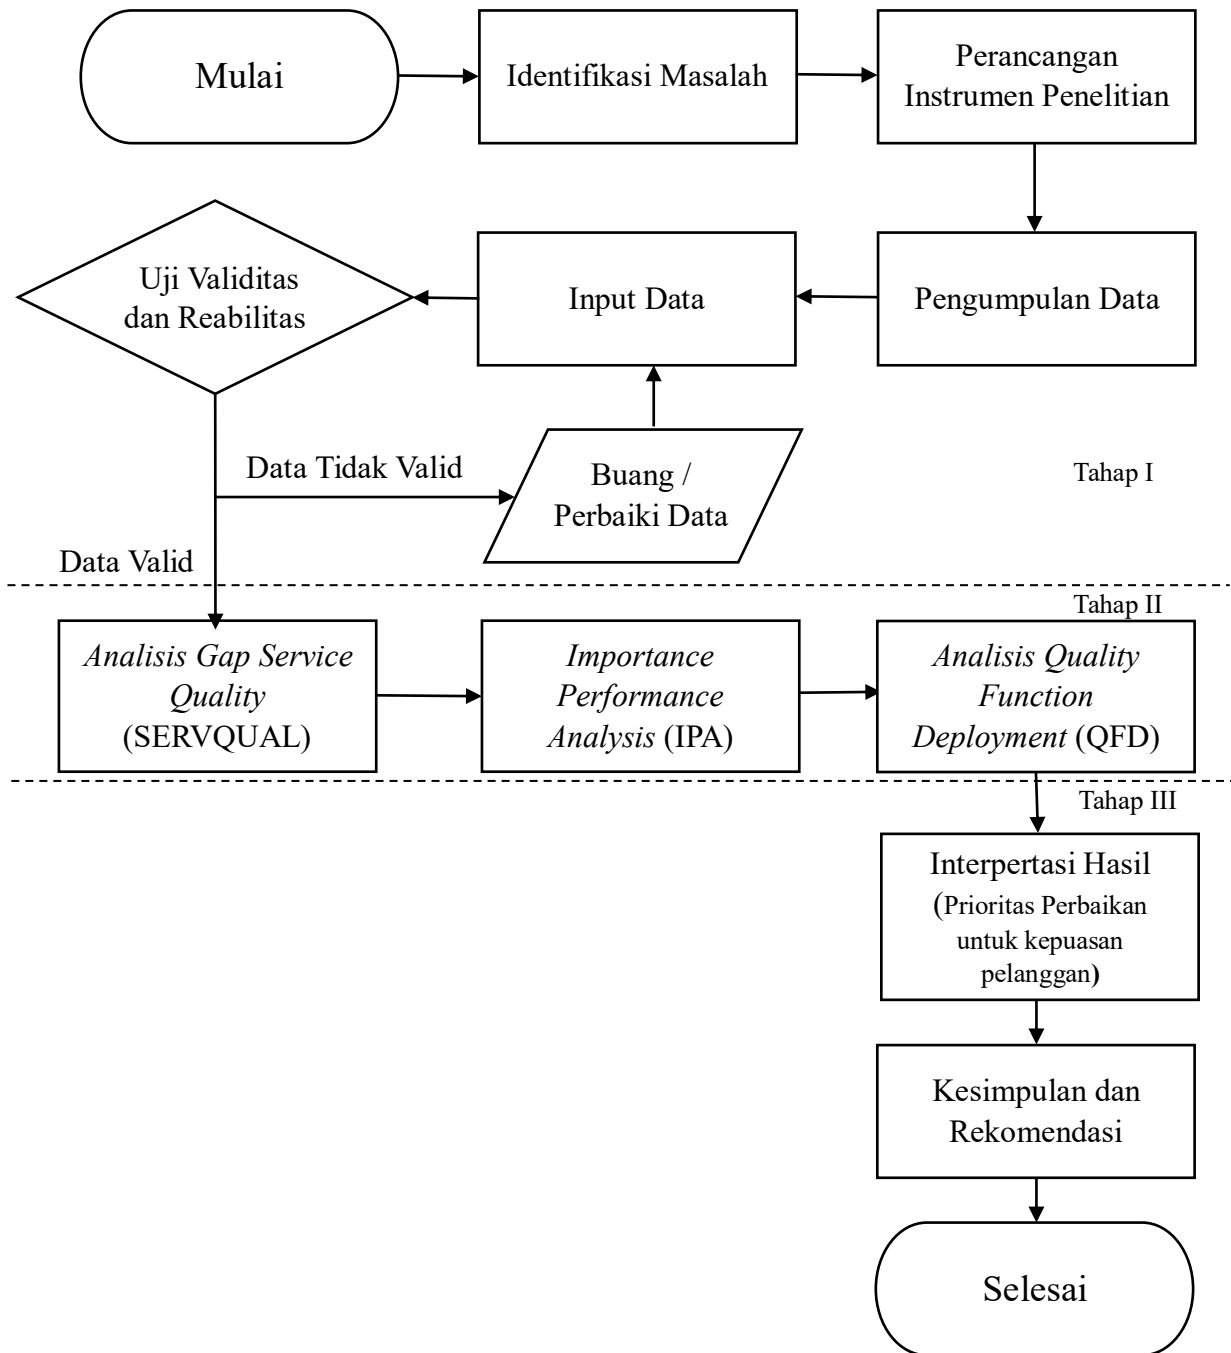 Mulai
Identifikasi Masalah
Perancangan
Instrumen Penelitian
Uji Validitas
dan Reabilitas
Input Data
Pengumpulan Data
Data Tidak Valid
Buang /
Perbaiki Data
Tahap I
Data Valid
Tahap II
Analisis Gap Service
Quality
(SERVQUAL)
Importance
Performance
Analysis (IPA)
Analisis Quality
Function
Deployment (QFD)
Tahap III
Interpertasi Hasil
(Prioritas Perbaikan
untuk kepuasan
pelanggan)
Kesimpulan dan
Rekomendasi
Selesai